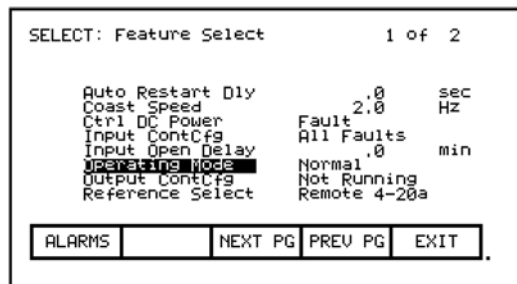 SELECT: Feature Select 1 of 2
Auto Restart Dly .0 sec
Coast Speed 2.0 Hz
Ctrl DC Power Fault
Input ContCfg All Faults
Input Open Delay .0 min
Operating Mode Normal
Output ContCfg Not Running
Reference Select Remote 4-20a
ALARMS NEXT PG PREV PG EXIT .